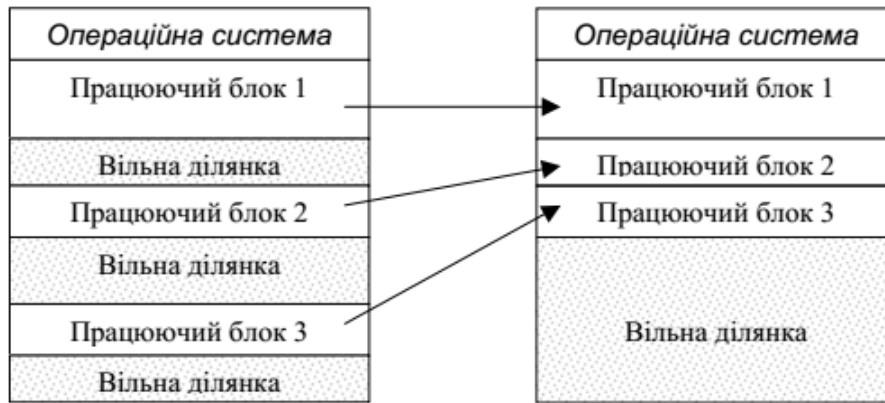 Операційна система
Працюючий блок 1
Вільна ділянка
Працюючий блок 2
Вільна ділянка
Працюючий блок 3
Вільна ділянка
Операційна система
Працюючий блок 1
Працюючий блок 2
Працюючий блок 3
Вільна ділянка